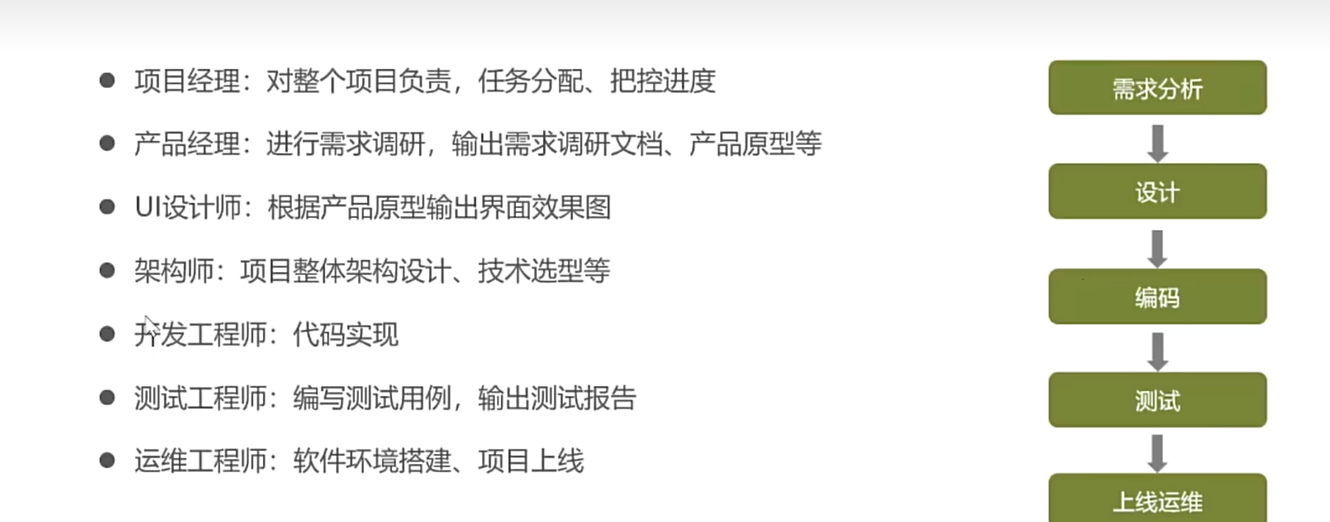 项目经理：对整个项目负责，任务分配、把控进度
产品经理：进行需求调研，输出需求调研文档、产品原型等
UI设计师：根据产品原型输出界面效果图
架构师：项目整体架构设计、技术选型等
开发工程师：代码实现
测试工程师：编写测试用例，输出测试报告
运维工程师：软件环境搭建、项目上线
需求分析
设计
编码
测试
上线运维